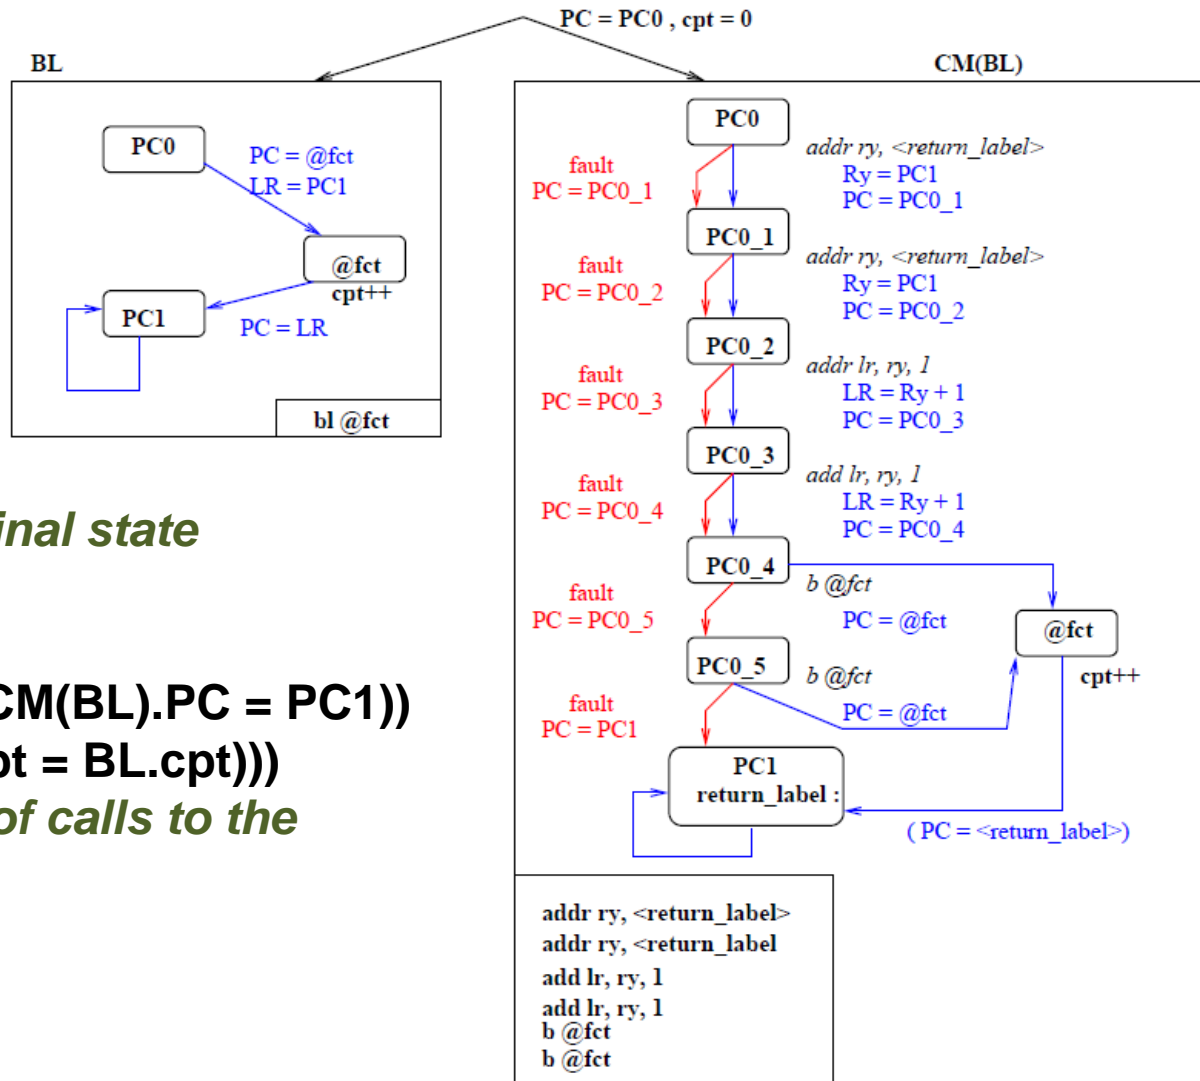 PC = PC0 , cpt = 0
BL
PC0
PC = @fct
LR = PC1
@fct
cpt++
PC1
PC = LR
bl @fct
inal state
CM(BL).PC = PC1))
pt = BL.cpt)))
of calls to the
CM(BL)
PC0
addr ry, <return_label>
fault
Ry = PC1
PC = PC0_1
PC = PC0_1
PC0_1
addr ry, <return_label>
fault
Ry = PC1
PC = PC0_2
PC = PC0_2
PC0_2
addr lr, ry, 1
fault
LR = Ry + 1
PC = PC0_3
PC = PC0_3
PC0_3
add lr, ry, 1
fault
LR = Ry + 1
PC = PC0_4
PC = PC0_4
PC0_4
b @fct
fault
PC = PC0_5
PC = @fct
@fct
cpt++
PC0_5
b @fct
fault
PC = @fct
PC = PC1
PC1
return_label :
( PC = <return_label>)
addr ry, <return_label>
addr ry, <return_label
add lr, ry, 1
add lr, ry, 1
b @fct
b @fct